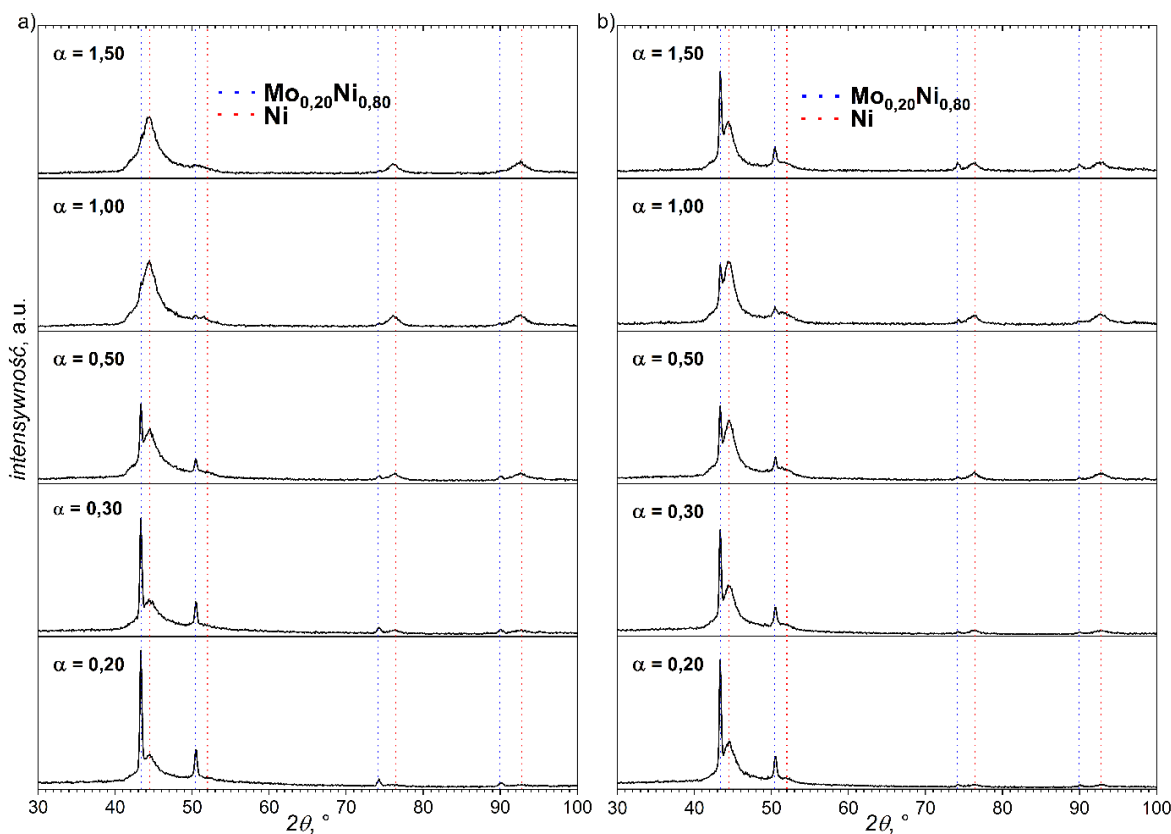 a)
α = 1,50
Mo0,20Ni0,80
Ni
α = 1,00
α = 0,50
α = 0,30
α = 0,20
intensywność, a.u.
30 40 50 60 70 80 90 100
2θ, °
b)
α = 1,50
Mo0,20Ni0,80
Ni
α = 1,00
α = 0,50
α = 0,30
α = 0,20
30 40 50 60 70 80 90 100
2θ, °